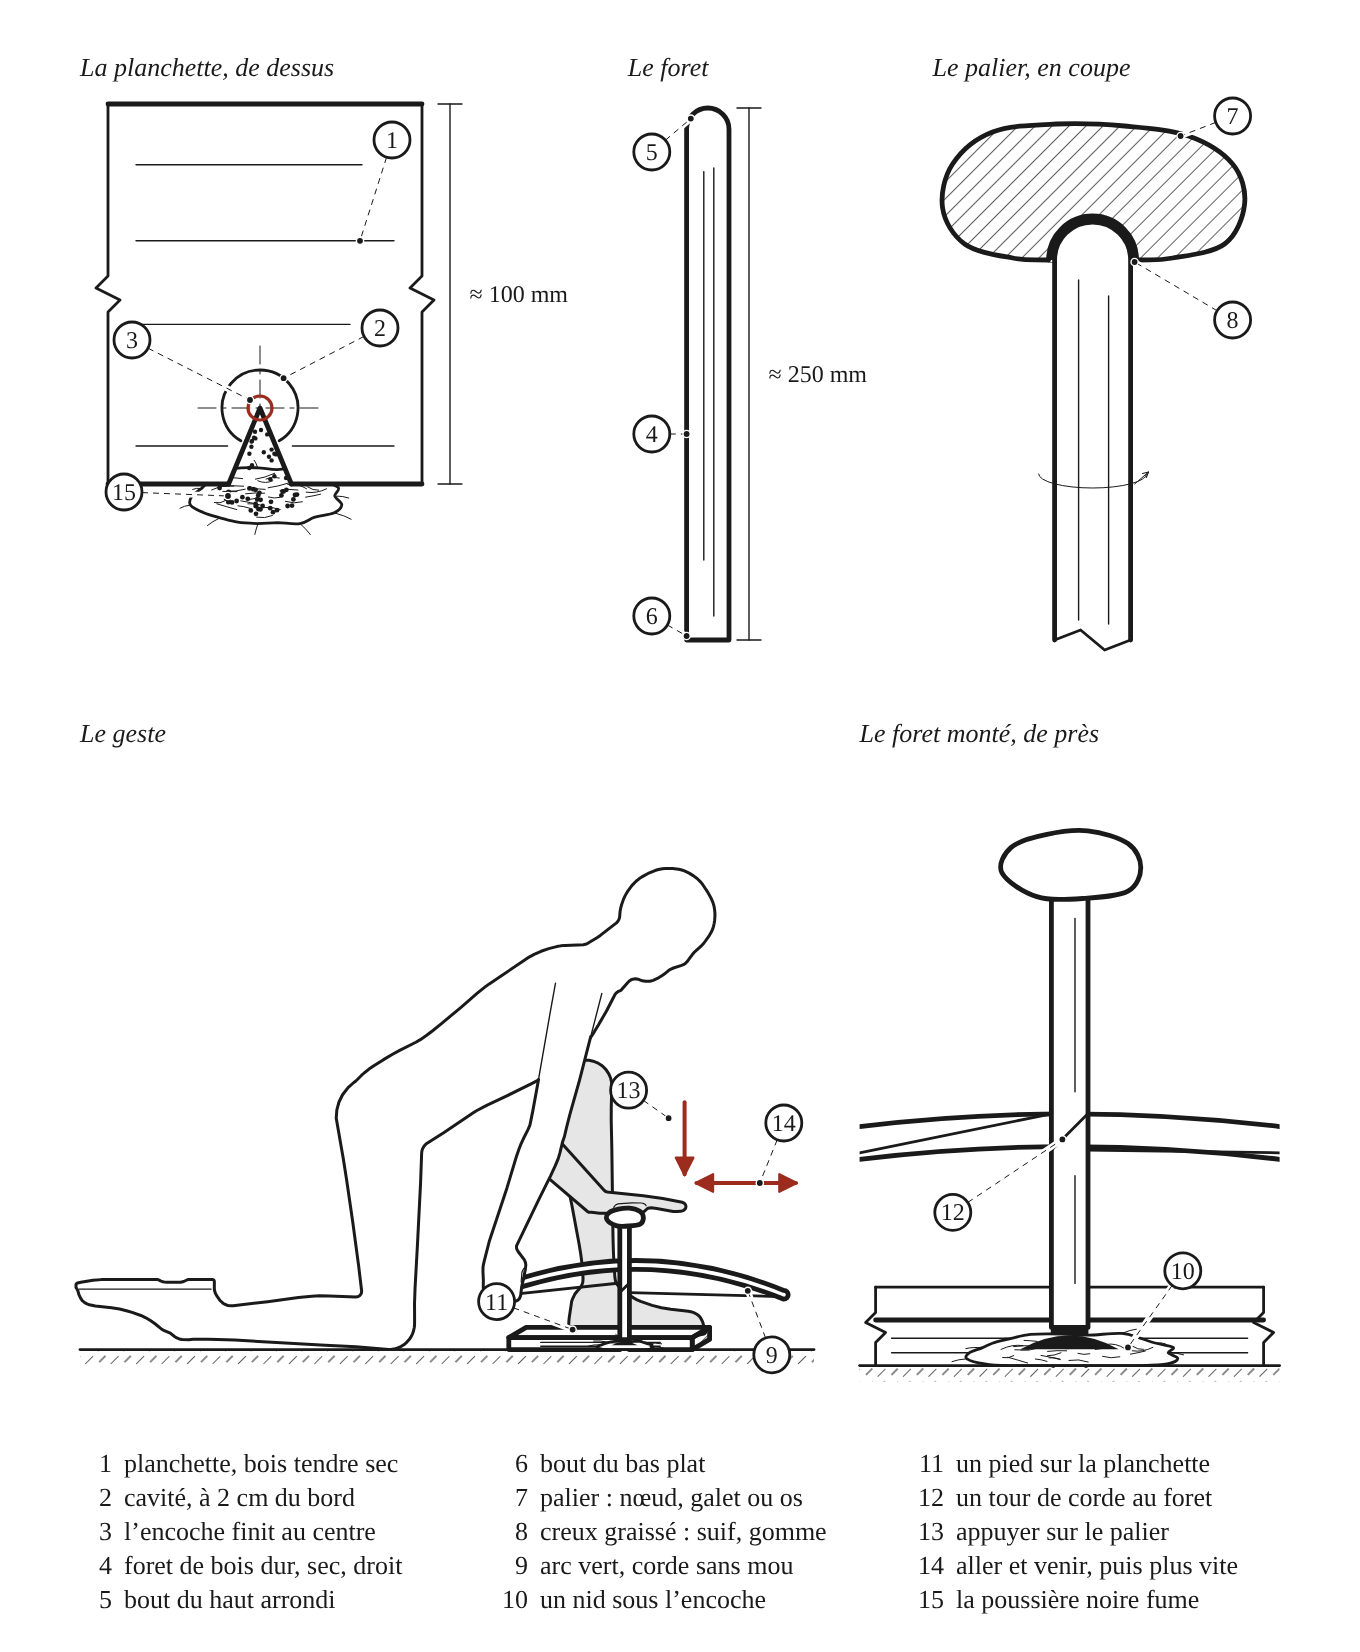 La planchette, de dessus
Le foret
Le palier, en coupe
1
2
3
15
≈ 100 mm
5
4
6
≈ 250 mm
7
8
Le geste
Le foret monté, de près
13
14
11
9
12
10
1 planchette, bois tendre sec
2 cavité, à 2 cm du bord
3 l’encoche finit au centre
4 foret de bois dur, sec, droit
5 bout du haut arrondi
6 bout du bas plat
7 palier : nœud, galet ou os
8 creux graissé : suif, gomme
9 arc vert, corde sans mou
10 un nid sous l’encoche
11 un pied sur la planchette
12 un tour de corde au foret
13 appuyer sur le palier
14 aller et venir, puis plus vite
15 la poussière noire fume